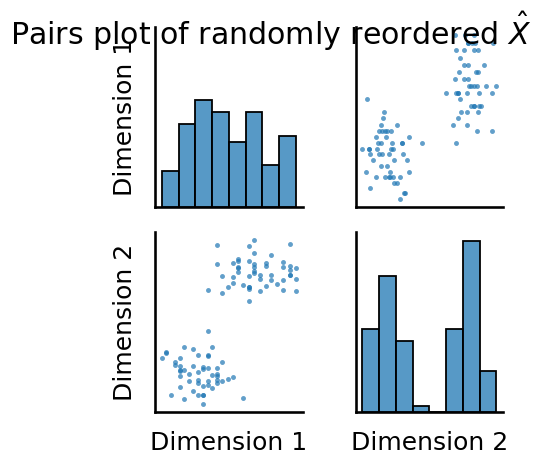 Pairs plot of randomly reordered X̂
Dimension 1
Dimension 2
Dimension 1
Dimension 2